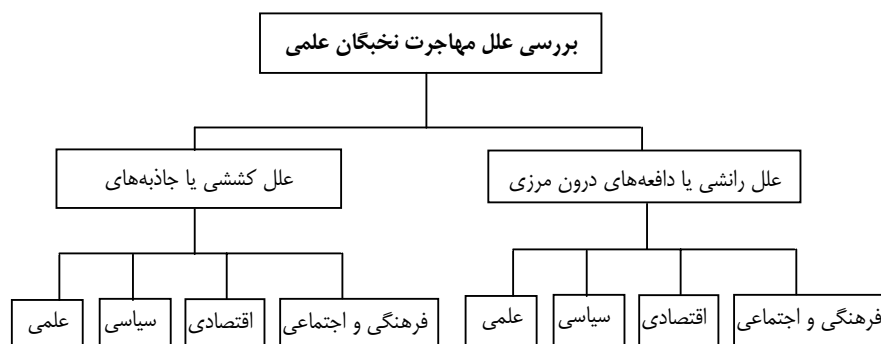 بررسی علل مهاجرت نخبگان علمی
علل رانشی یا دافعه‌های درون مرزی
علل کششی یا جاذبه‌های
فرهنگی و اجتماعی
اقتصادی
سیاسی
علمی
فرهنگی و اجتماعی
اقتصادی
سیاسی
علمی